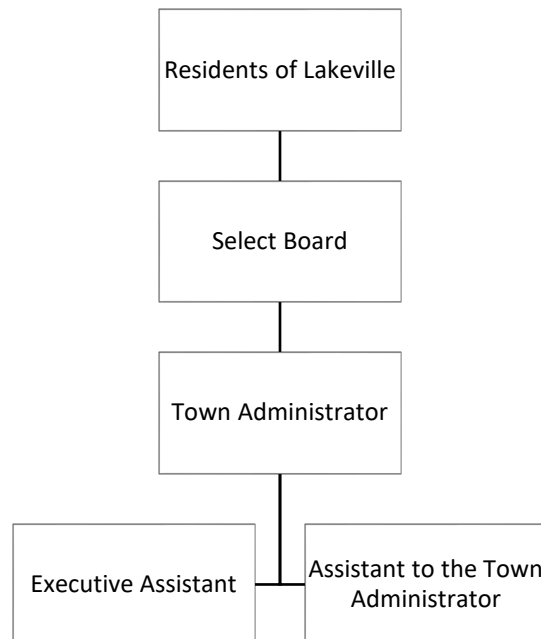 Residents of Lakeville
Select Board
Town Administrator
Executive Assistant
Assistant to the Town
Administrator